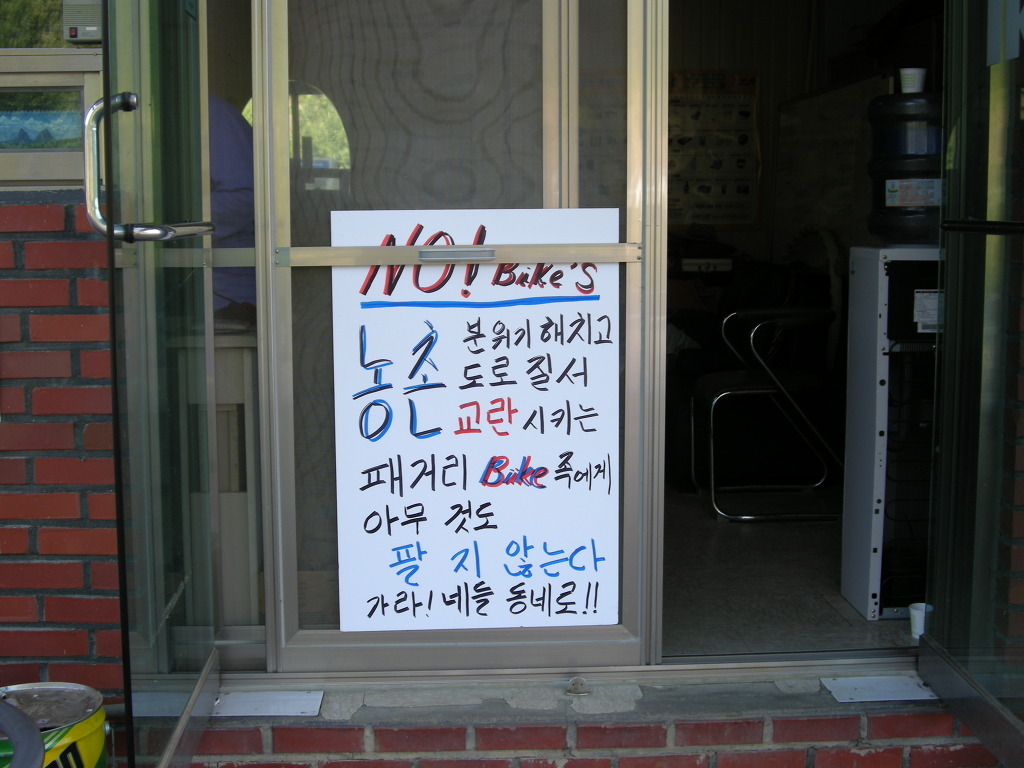 NO! Bike's
농촌 분위기 해치고
도로 질서
교란 시키는
패거리 Bike 족에게
아무 것도
팔 지 않는다
가라! 네들 동네로!!